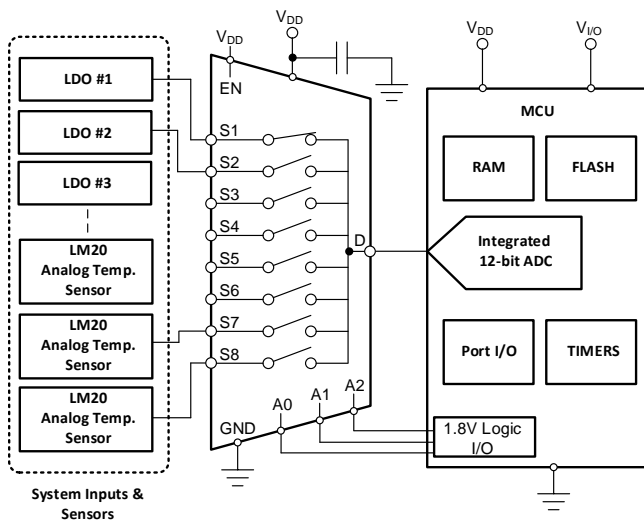 LDO #1
LDO #2
LDO #3
LM20
Analog Temp.
Sensor
LM20
Analog Temp.
Sensor
LM20
Analog Temp.
Sensor
System Inputs &
Sensors
VDD
VDD
EN
S1
S2
S3
S4
S5
S6
S7
S8
D
GND
A0
A1
A2
VDD
VI/O
MCU
RAM
FLASH
Integrated
12-bit ADC
Port I/O
TIMERS
1.8V Logic
I/O